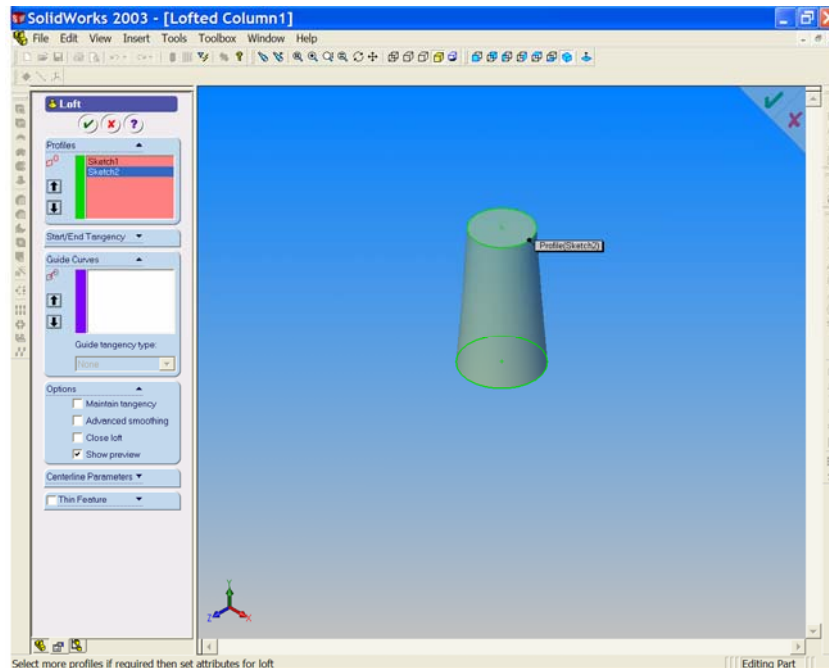 SolidWorks 2003 - [Lofted Column1]
File Edit View Insert Tools Toolbox Window Help
Loft
Profiles
Sketch1
Sketch2
Start/End Tangency
Guide Curves
Guide tangency type:
None
Options
Maintain tangency
Advanced smoothing
Close loft
Show preview
Centerline Parameters
Thin Feature
Profile(Sketch2)
Y
Z
X
Select more profiles if required then set attributes for loft
Editing Part